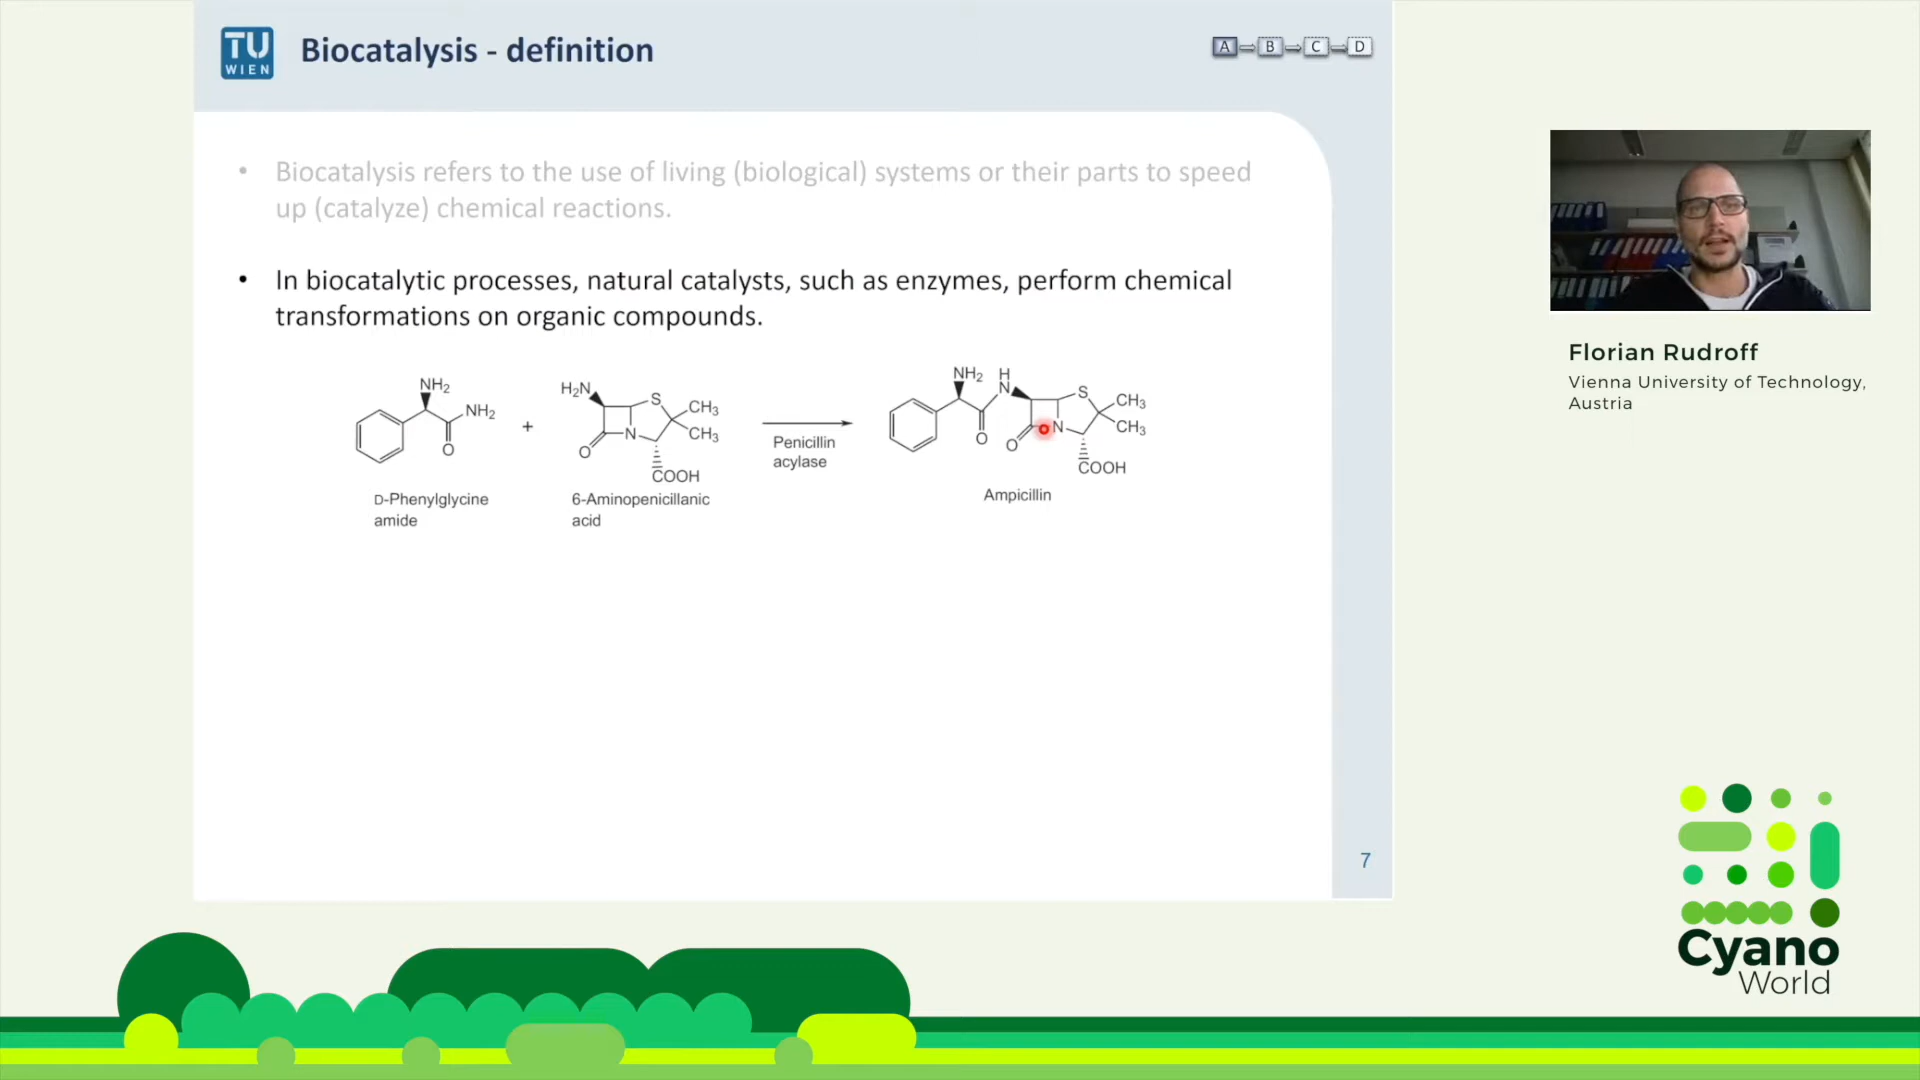 TU
WIEN
Biocatalysis - definition
A B C D
• Biocatalysis refers to the use of living (biological) systems or their parts to speed
up (catalyze) chemical reactions.
• In biocatalytic processes, natural catalysts, such as enzymes, perform chemical
transformations on organic compounds.
NH₂
NH₂
O
D-Phenylglycine
amide
+
H₂N
S
CH₃
CH₃
N
O
COOH
6-Aminopenicillanic
acid
Penicillin
acylase
NH₂
H
N
S
CH₃
CH₃
N
O
O
COOH
Ampicillin
7
Florian Rudroff
Vienna University of Technology,
Austria
Cyano
World